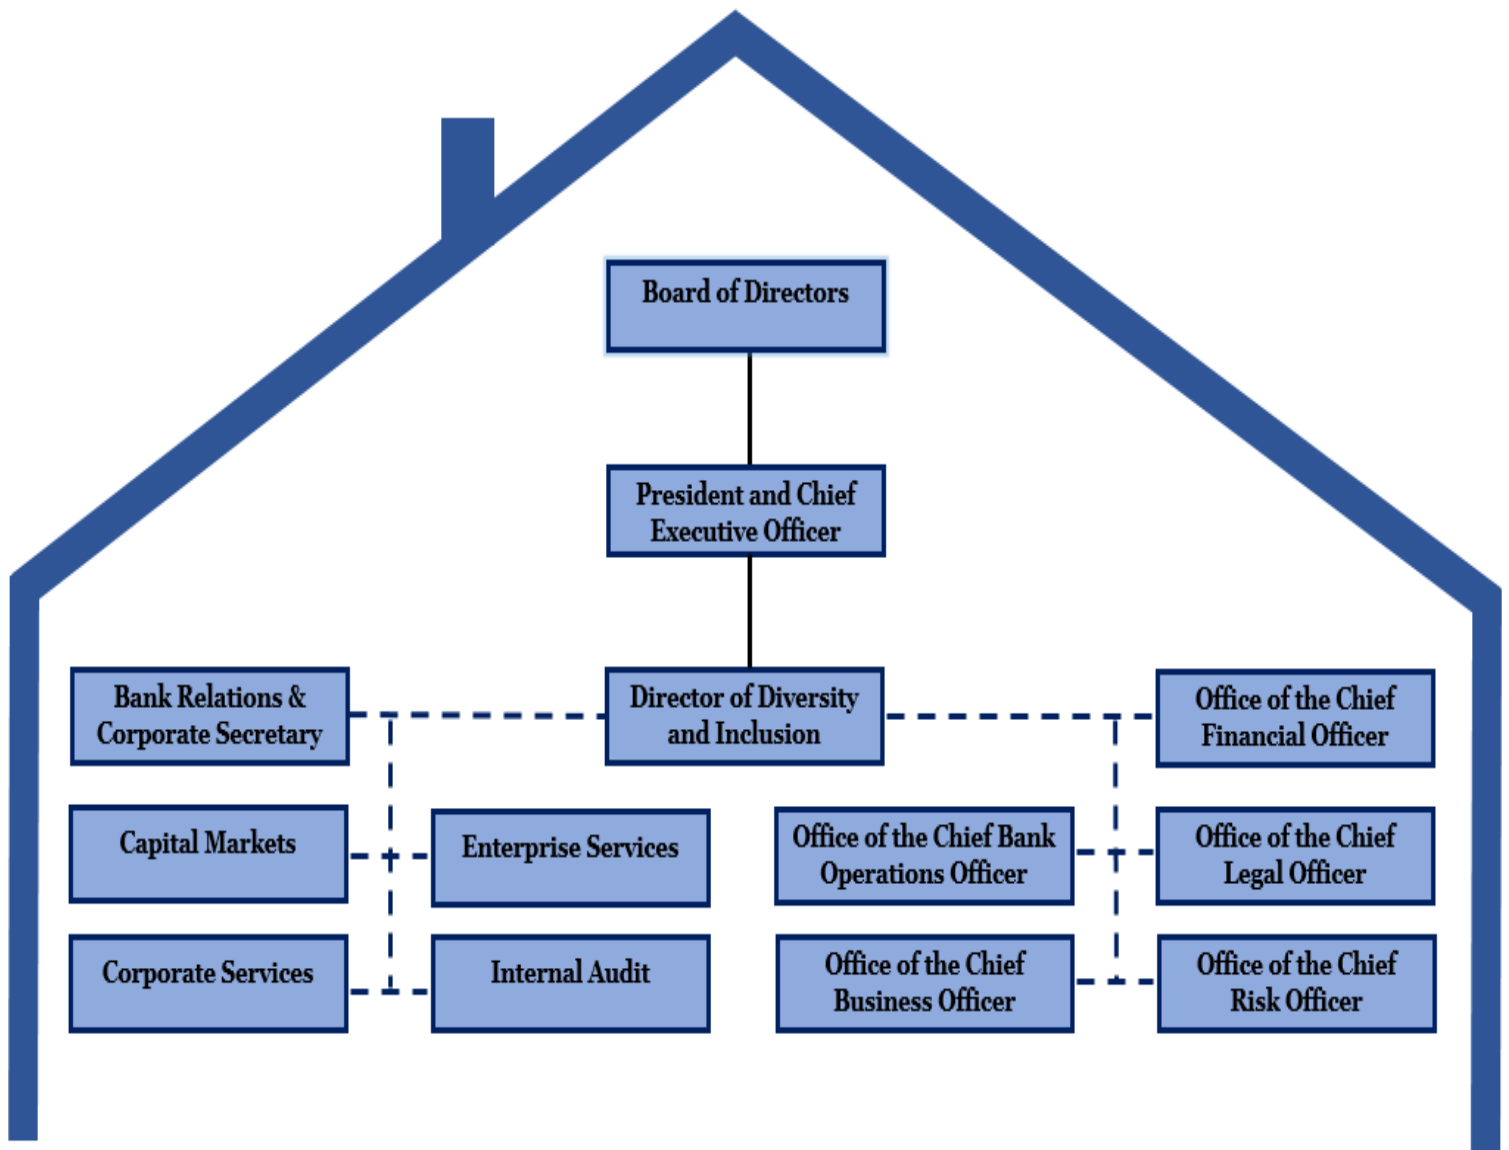 Board of Directors
President and Chief
Executive Officer
Bank Relations &
Corporate Secretary
Director of Diversity
and Inclusion
Office of the Chief
Financial Officer
Capital Markets
Enterprise Services
Office of the Chief Bank
Operations Officer
Office of the Chief
Legal Officer
Corporate Services
Internal Audit
Office of the Chief
Business Officer
Office of the Chief
Risk Officer